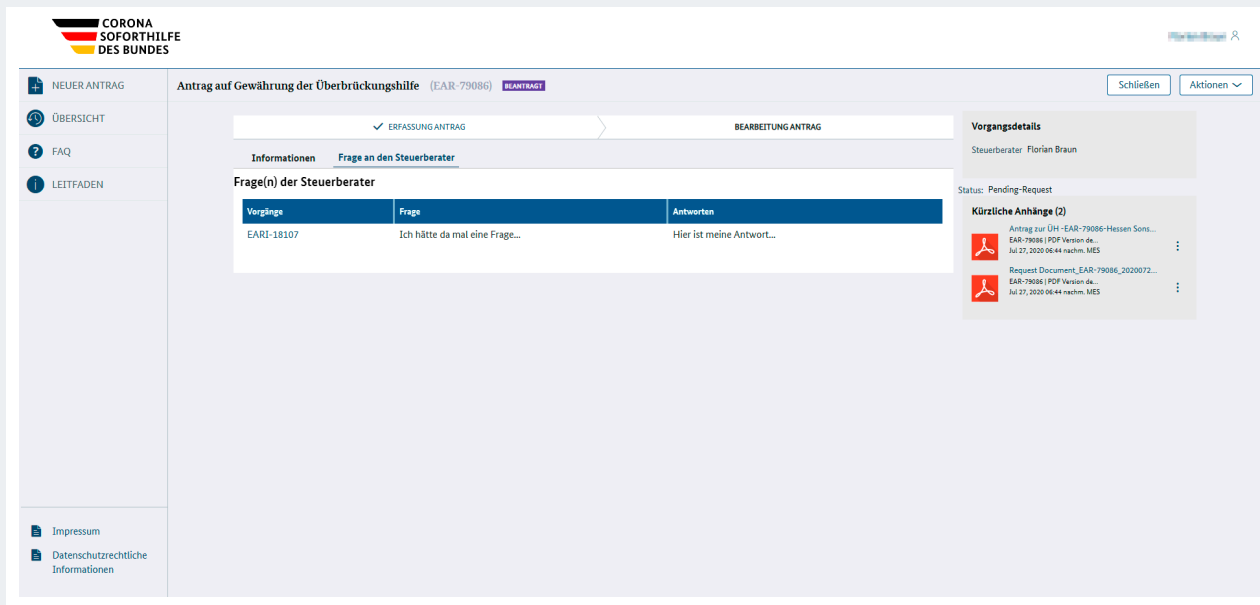 CORONA
SOFORTHILFE
DES BUNDES
NEUER ANTRAG
ÜBERSICHT
FAQ
LEITFADEN
Impressum
Datenschutzrechtliche
Informationen
Antrag auf Gewährung der Überbrückungshilfe (EAR-79086) BEANTRAGT
Schließen Aktionen
ERFASSUNG ANTRAG BEARBEITUNG ANTRAG
Informationen Frage an den Steuerberater
Frage(n) der Steuerberater
Vorgänge Frage Antworten
EARI-18107 Ich hätte da mal eine Frage... Hier ist meine Antwort...
Vorgangsdetails
Steuerberater Florian Braun
Status: Pending-Request
Kürzliche Anhänge (2)
Antrag zur ÜH -EAR-79086-Hessen Sons...
EAR-79086 | PDF Version de...
Jul 27, 2020 06:44 nachm. MES
Request Document_EAR-79086_2020072...
EAR-79086 | PDF Version de...
Jul 27, 2020 06:44 nachm. MES